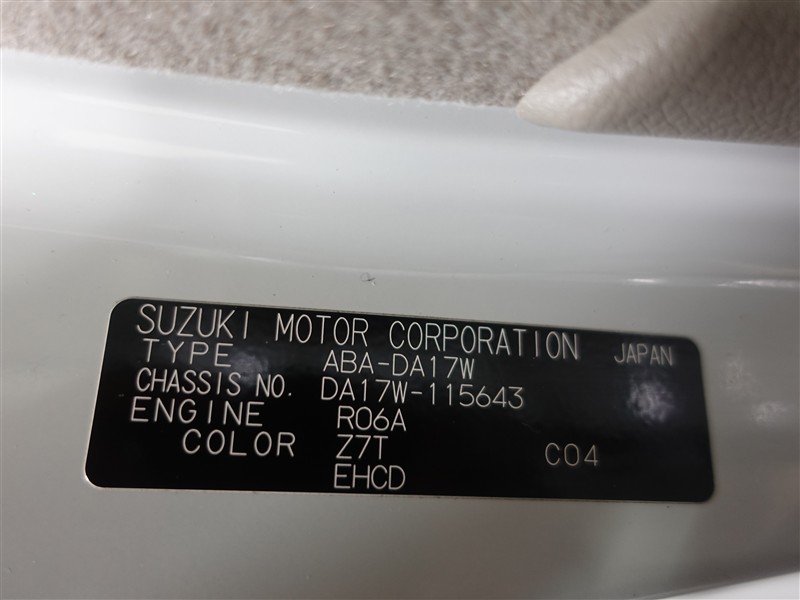 SUZUKI MOTOR CORPORATION JAPAN
TYPE ABA-DA17W
CHASSIS NO. DA17W-115643
ENGINE R06A
COLOR Z7T C04
EHCD